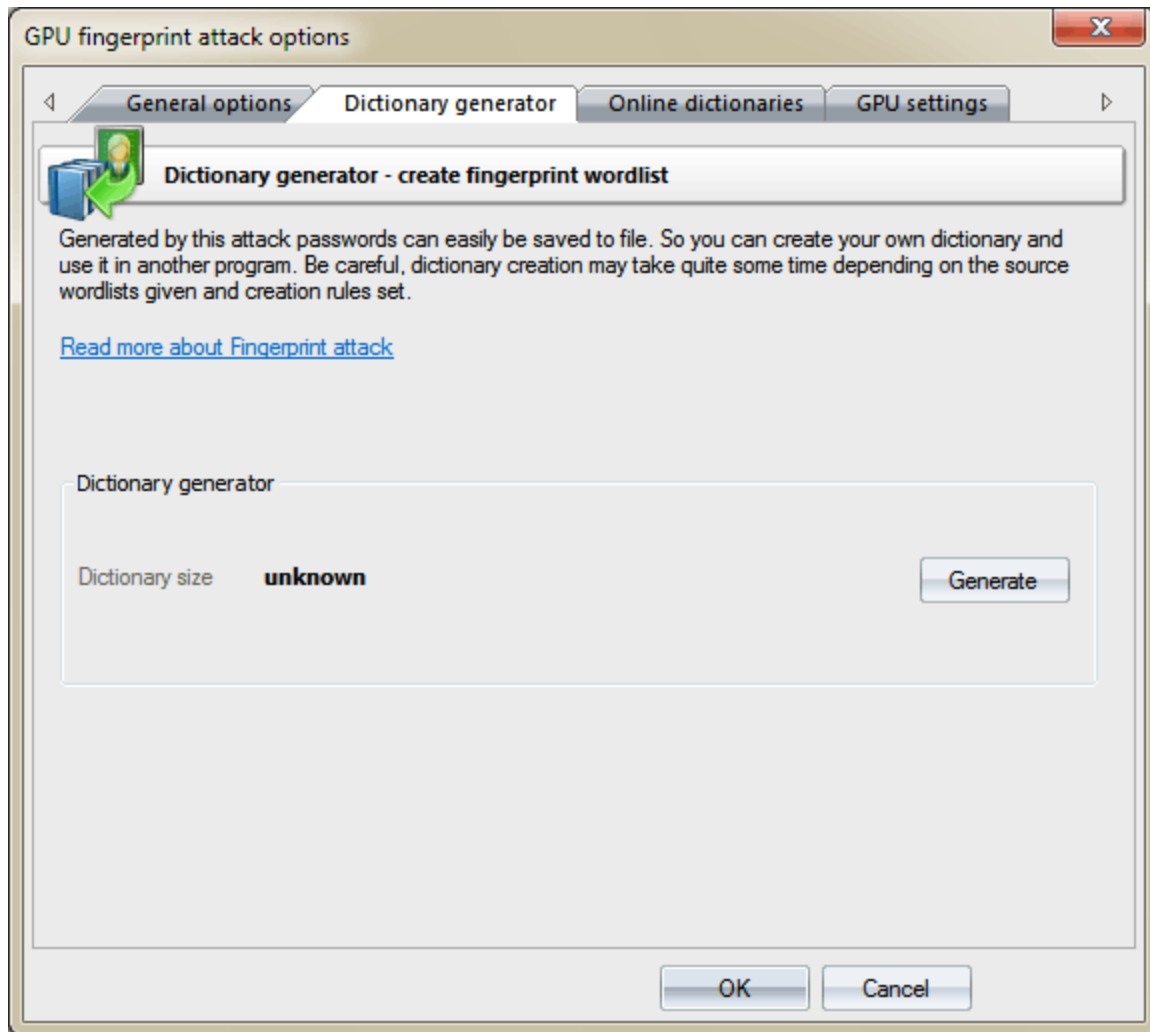 GPU fingerprint attack options
General options
Dictionary generator
Online dictionaries
GPU settings
Dictionary generator - create fingerprint wordlist
Generated by this attack passwords can easily be saved to file. So you can create your own dictionary and
use it in another program. Be careful, dictionary creation may take quite some time depending on the source
wordlists given and creation rules set.
Read more about Fingerprint attack
Dictionary generator
Dictionary size unknown
Generate
OK
Cancel